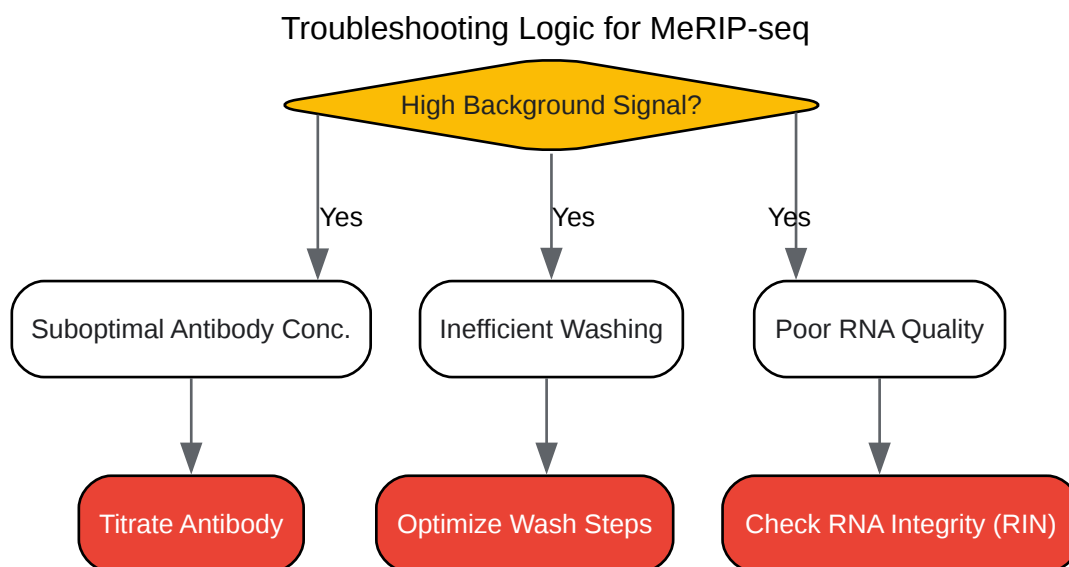 Troubleshooting Logic for MeRIP-seq
High Background Signal?
Yes
Yes
Yes
Suboptimal Antibody Conc.
Inefficient Washing
Poor RNA Quality
Titrate Antibody
Optimize Wash Steps
Check RNA Integrity (RIN)